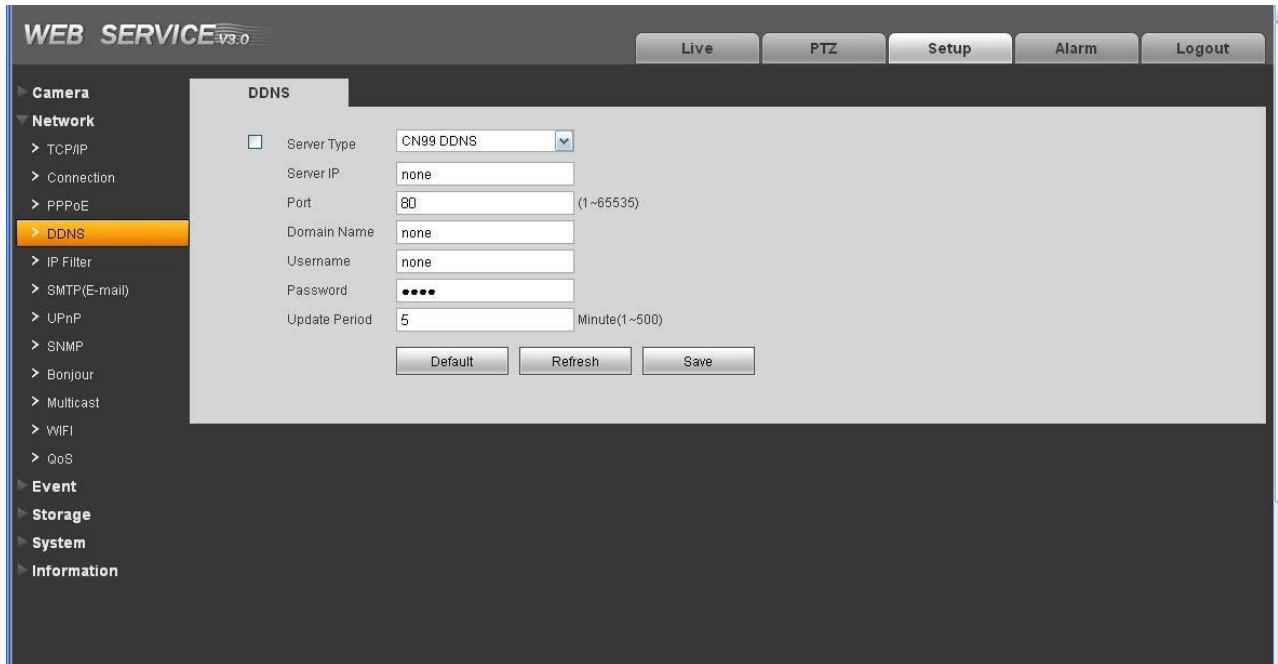 WEB SERVICE V3.0
Live PTZ Setup Alarm Logout
Camera
Network
> TCP/IP
> Connection
> PPPoE
> DDNS
> IP Filter
> SMTP(E-mail)
> UPnP
> SNMP
> Bonjour
> Multicast
> WIFI
> QoS
Event
Storage
System
Information
DDNS
Server Type CN99 DDNS
Server IP none
Port 80 (1~65535)
Domain Name none
Username none
Password ●●●●
Update Period 5 Minute(1~500)
Default Refresh Save